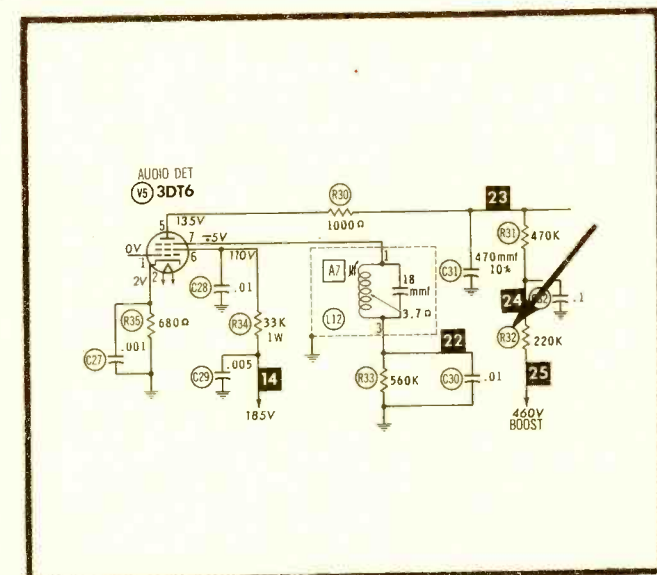 AUDIO DET
V5 3DT6
R30
1000Ω
23
5 135V
7 .5V
0V
1
2
6
110V
2V
C28 .01
R35 680Ω
C27 .001
R34 33K
1W
C29 .005
14
185V
A7
1
18
mmf
3.7Ω
L12
3
22
R33 560K
C30 .01
C31 470mmf
10%
R31 470K
24
.1
R32 220K
25
460V
BOOST